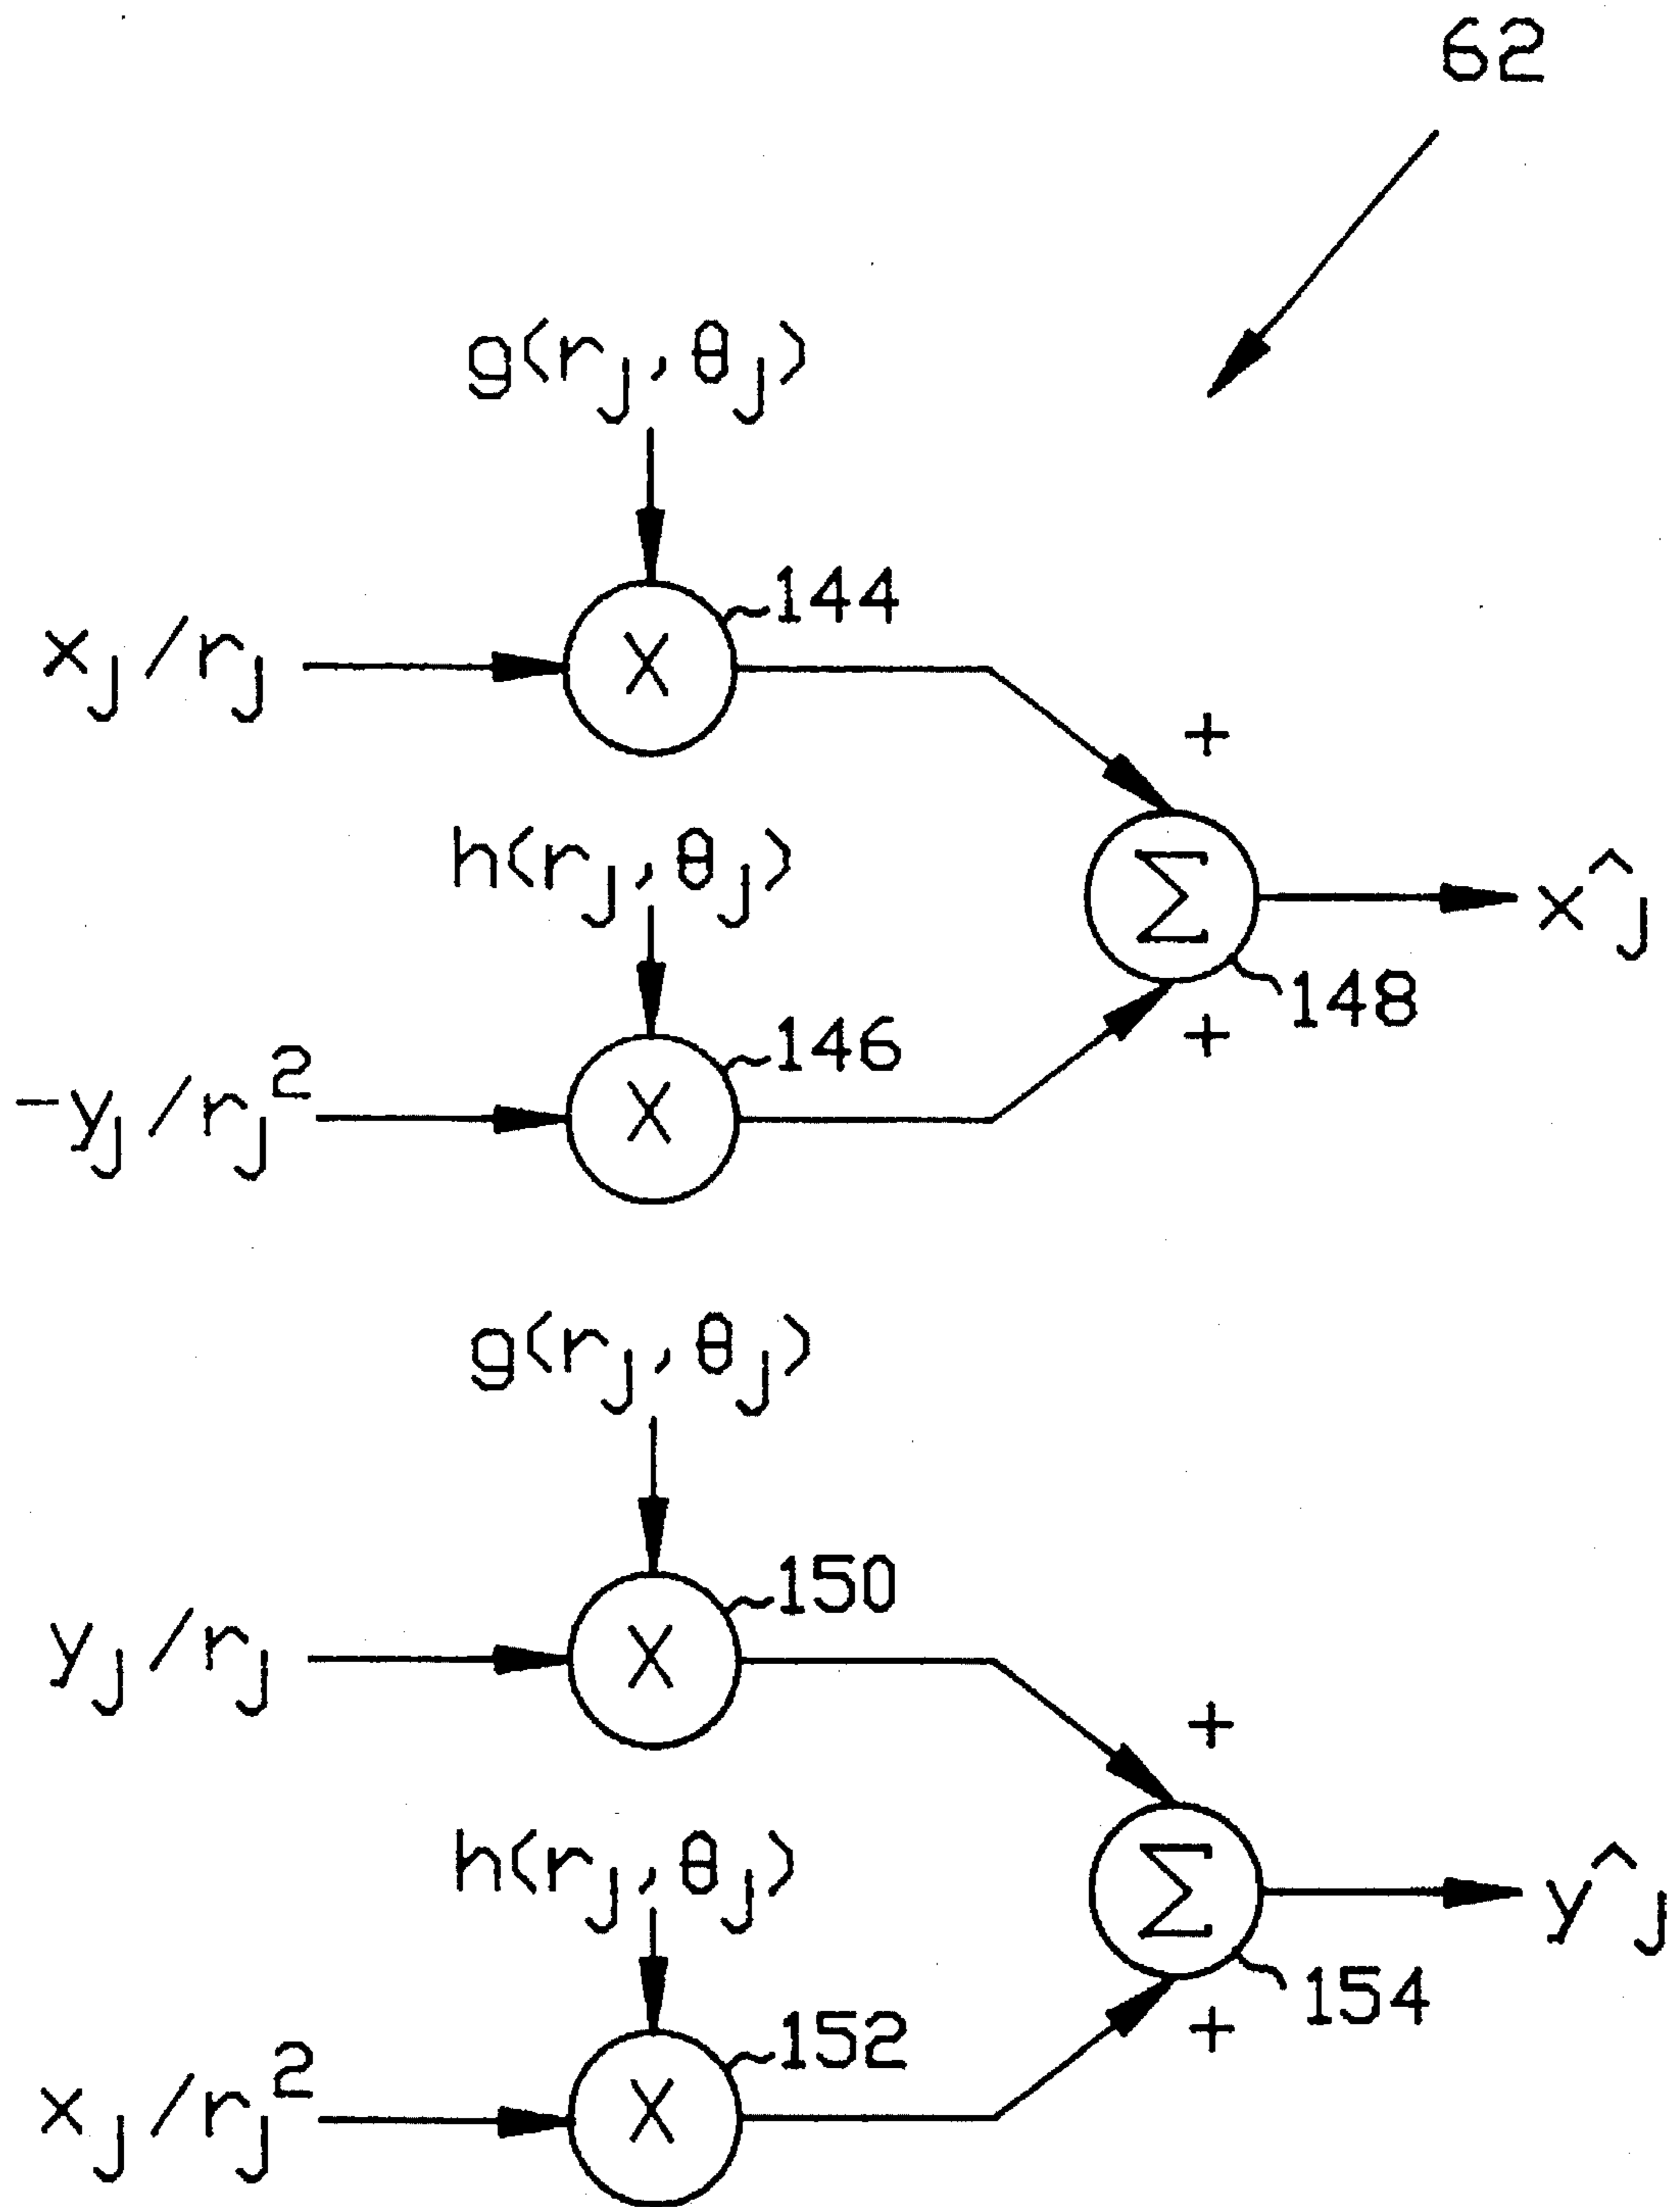 62
g(rj,θj)
144
xj/rj
X
+
h(rj,θj)
Σ
x^j
148
+
146
-yj/rj2
X
g(rj,θj)
150
yj/rj
X
+
h(rj,θj)
Σ
y^j
154
+
152
xj/rj2
X